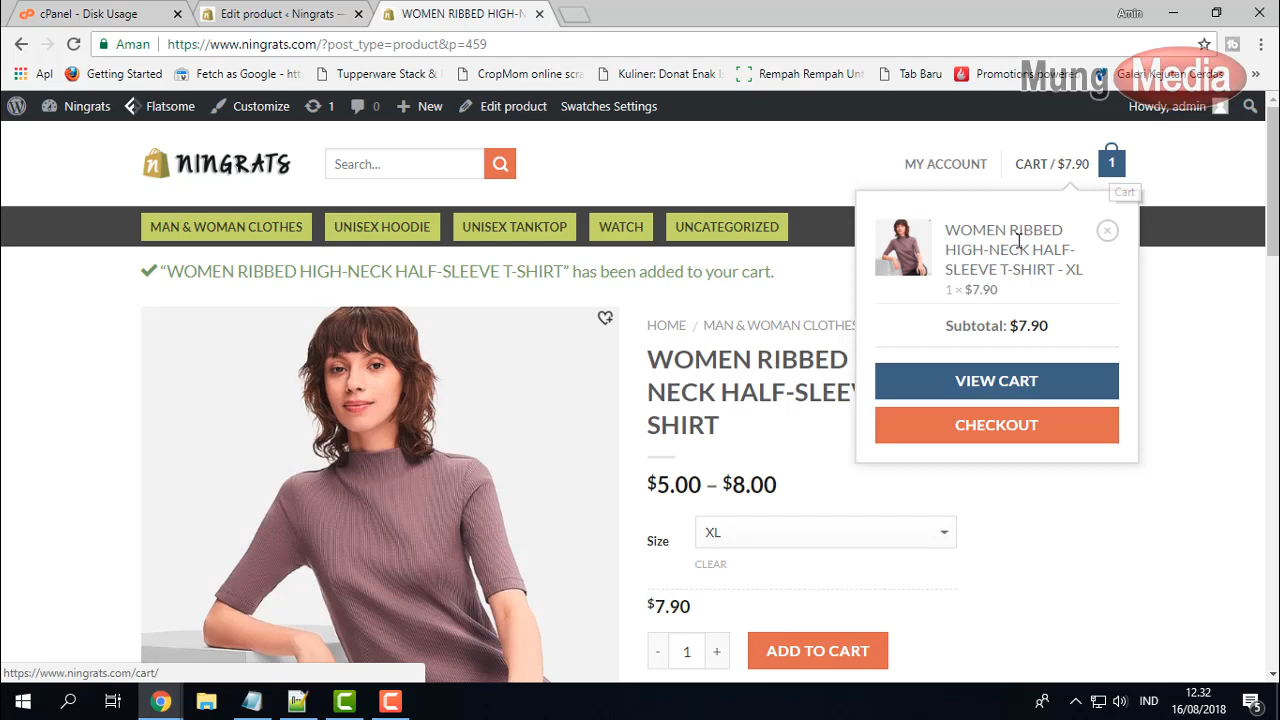 cPanel - Disk Usage
Edit product ‹ Ningrats —
WOMEN RIBBED HIGH-N
Amin
Aman https://www.ningrats.com/?post_type=product&p=459
Apl Getting Started Fetch as Google - htt Tupperware Stack & CropMom online scr Kuliner: Donat Enak Rempah Rempah Unt Tab Baru Promotions powered Galeri Kejutan Cerdas »
Mung Media
Ningrats Flatsome Customize 1 0 New Edit product Swatches Settings Howdy, admin
n NINGRATS Search... MY ACCOUNT CART / $7.90 1
Cart
MAN & WOMAN CLOTHES UNISEX HOODIE UNISEX TANKTOP WATCH UNCATEGORIZED
WOMEN RIBBED
HIGH-NECK HALF-
SLEEVE T-SHIRT - XL
1 × $7.90
Subtotal: $7.90
VIEW CART
CHECKOUT
“WOMEN RIBBED HIGH-NECK HALF-SLEEVE T-SHIRT” has been added to your cart.
HOME / MAN & WOMAN CLOTHES
WOMEN RIBBED
NECK HALF-SLEEV
SHIRT
$5.00 – $8.00
Size XL
CLEAR
$7.90
- 1 + ADD TO CART
https://www.ningrats.com/cart/
IND
12.32
16/08/2018
5